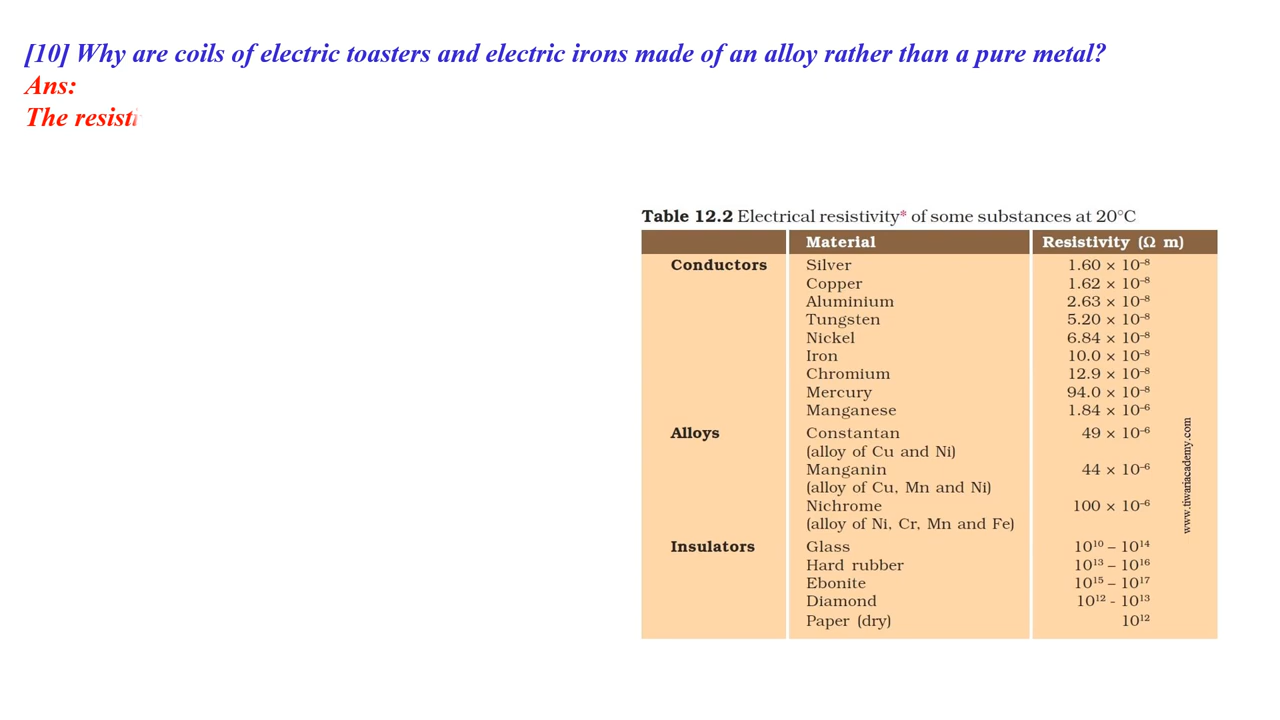 [10] Why are coils of electric toasters and electric irons made of an alloy rather than a pure metal?
Ans:
The resisti
Table 12.2 Electrical resistivity* of some substances at 20°C
Material Resistivity (Ω m)
Conductors Silver 1.60 × 10⁻⁸
Copper 1.62 × 10⁻⁸
Aluminium 2.63 × 10⁻⁸
Tungsten 5.20 × 10⁻⁸
Nickel 6.84 × 10⁻⁸
Iron 10.0 × 10⁻⁸
Chromium 12.9 × 10⁻⁸
Mercury 94.0 × 10⁻⁸
Manganese 1.84 × 10⁻⁶
Alloys Constantan 49 × 10⁻⁶
(alloy of Cu and Ni)
Manganin 44 × 10⁻⁶
(alloy of Cu, Mn and Ni)
Nichrome 100 × 10⁻⁶
(alloy of Ni, Cr, Mn and Fe)
Insulators Glass 10¹⁰ – 10¹⁴
Hard rubber 10¹³ – 10¹⁶
Ebonite 10¹⁵ – 10¹⁷
Diamond 10¹² - 10¹³
Paper (dry) 10¹²
www.tiwariacademy.com